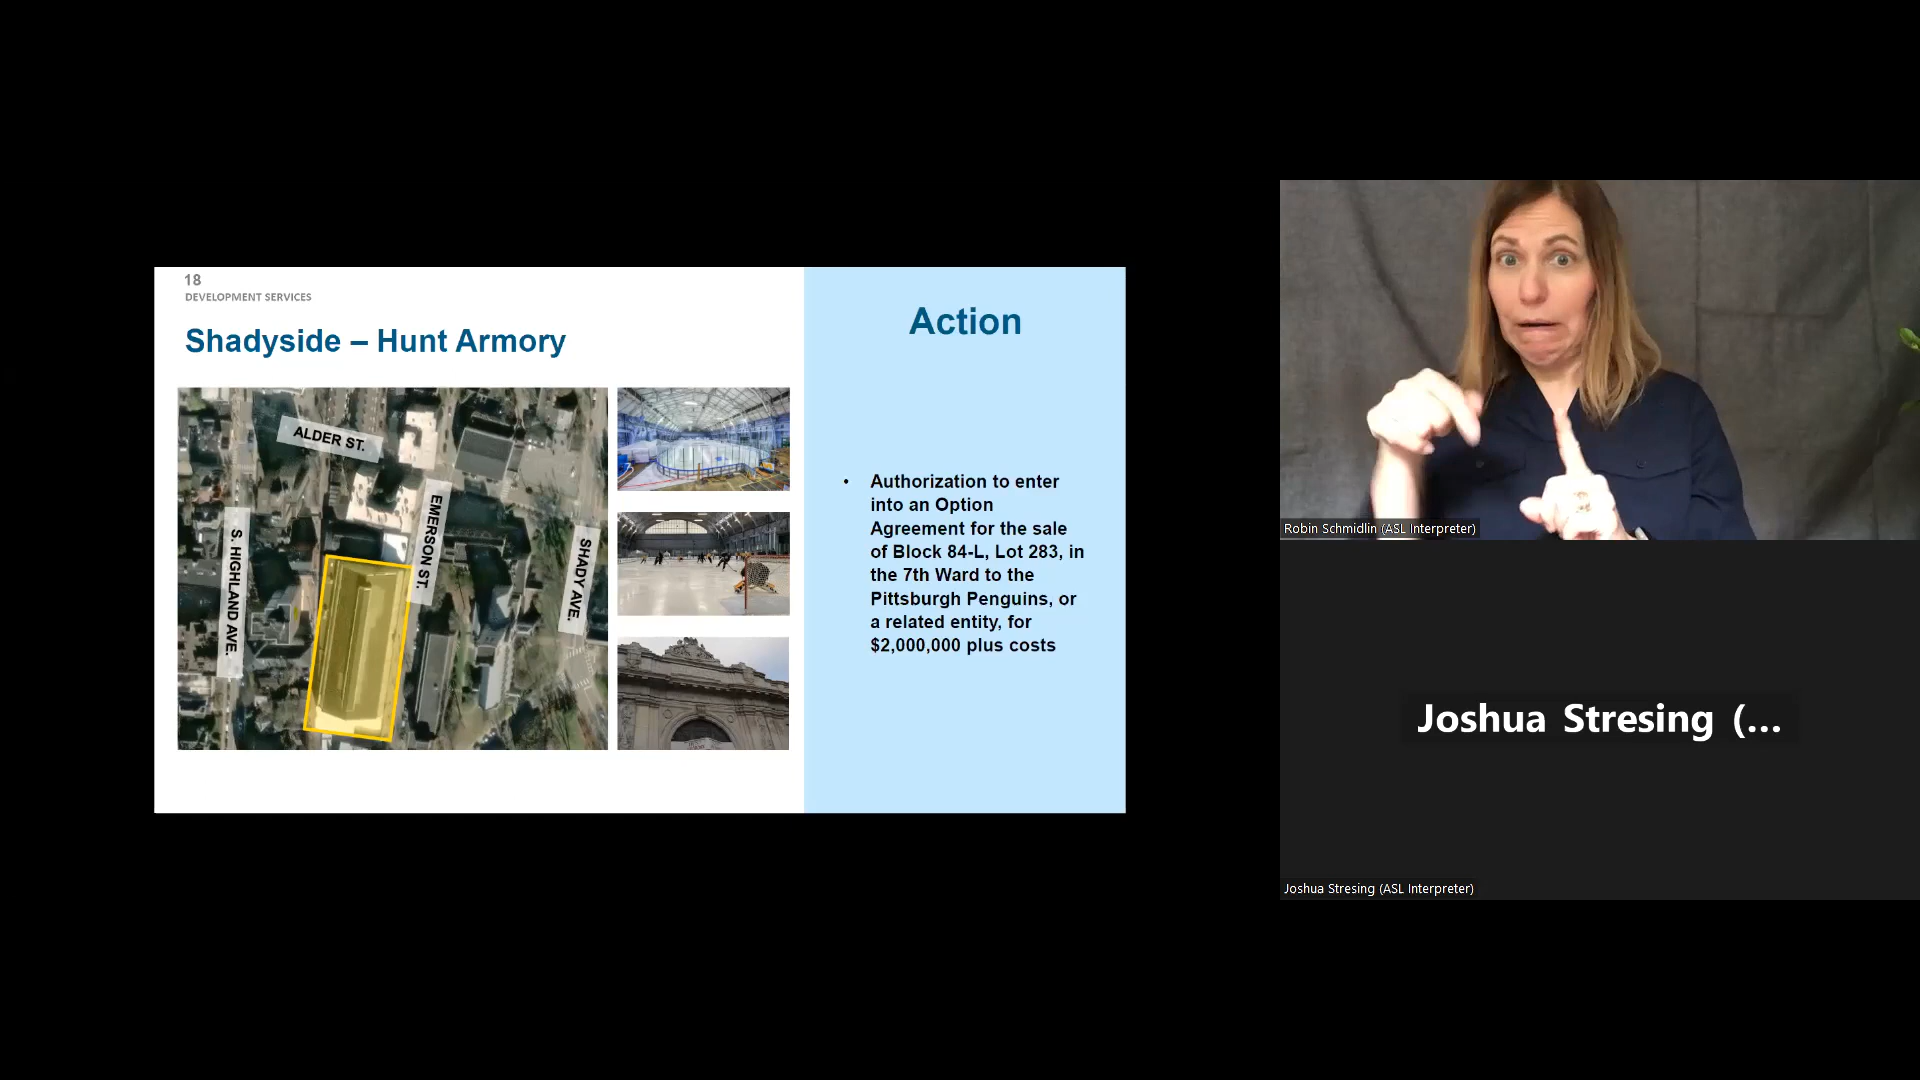 18
DEVELOPMENT SERVICES
Shadyside – Hunt Armory
ALDER ST.
EMERSON ST.
S. HIGHLAND AVE.
SHADY AVE.
Action
• Authorization to enter
into an Option
Agreement for the sale
of Block 84-L, Lot 283, in
the 7th Ward to the
Pittsburgh Penguins, or
a related entity, for
$2,000,000 plus costs
Robin Schmidlin (ASL Interpreter)
Joshua Stresing (...
Joshua Stresing (ASL Interpreter)